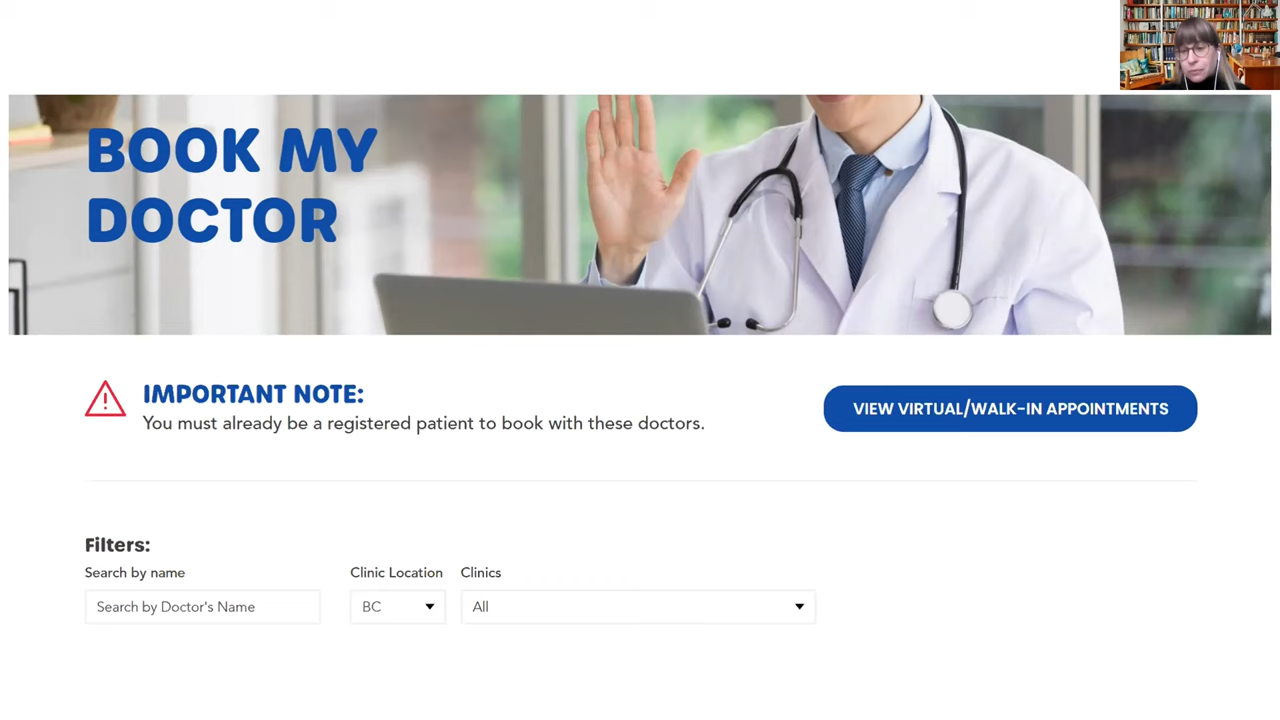 BOOK MY
DOCTOR
IMPORTANT NOTE:
You must already be a registered patient to book with these doctors.
VIEW VIRTUAL/WALK-IN APPOINTMENTS
Filters:
Search by name
Clinic Location
Clinics
Search by Doctor's Name
BC
All